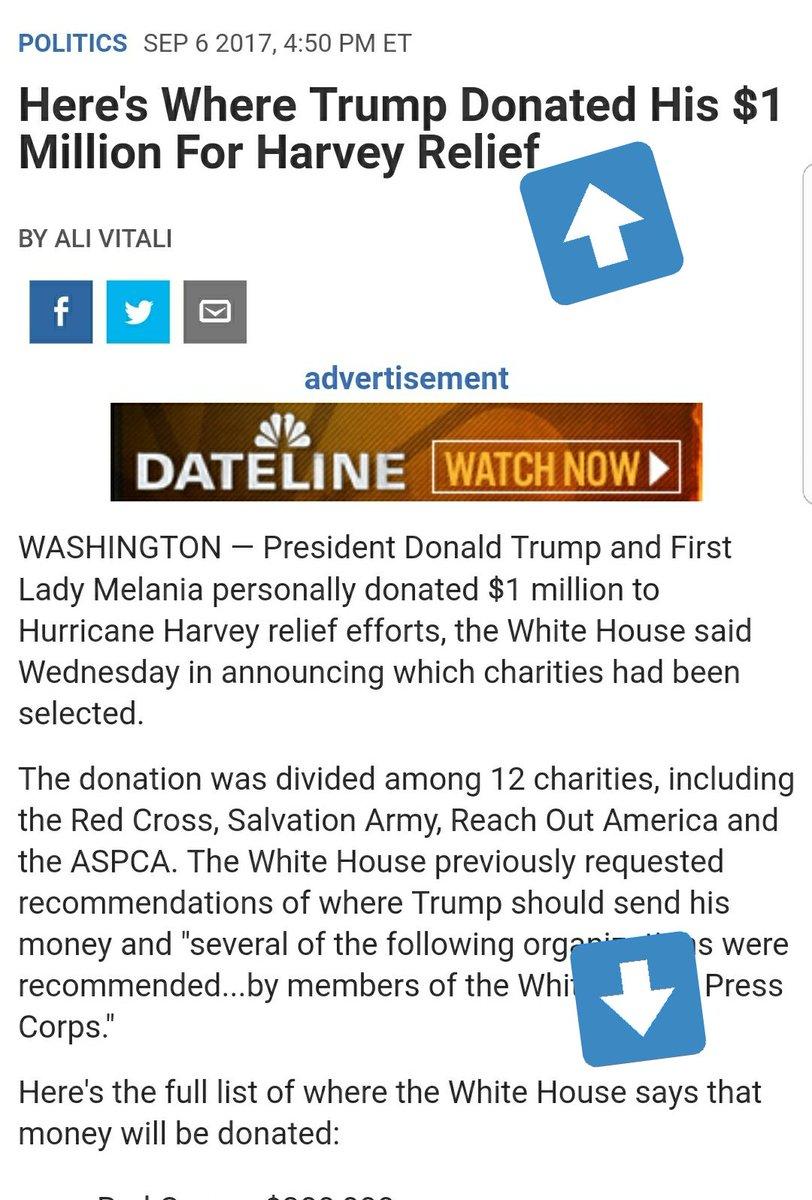 POLITICS SEP 6 2017, 4:50 PM ET
Here's Where Trump Donated His $1
Million For Harvey Relief
BY ALI VITALI
f
advertisement
DATELINE WATCH NOW
WASHINGTON — President Donald Trump and First
Lady Melania personally donated $1 million to
Hurricane Harvey relief efforts, the White House said
Wednesday in announcing which charities had been
selected.
The donation was divided among 12 charities, including
the Red Cross, Salvation Army, Reach Out America and
the ASPCA. The White House previously requested
recommendations of where Trump should send his
money and "several of the following were
recommended...by members of the Press
Corps."
Here's the full list of where the White House says that
money will be donated: